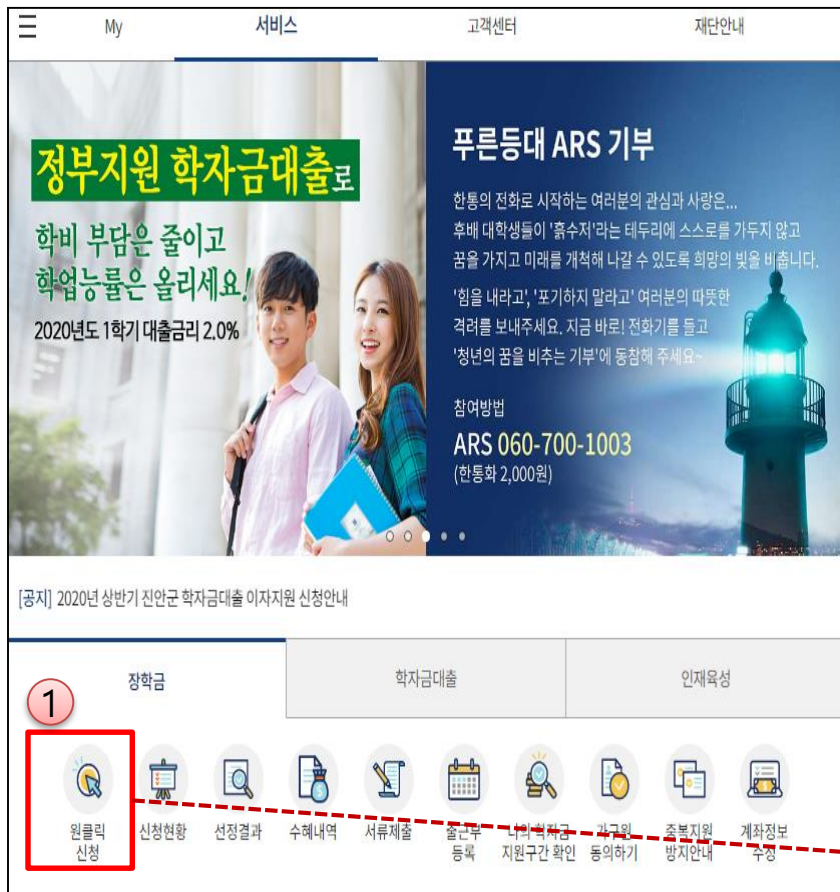 My 서비스 고객센터 재단안내
정부지원 학자금대출로
학비 부담은 줄이고
학업능률은 올리세요!
2020년도 1학기 대출금리 2.0%
푸른등대 ARS 기부
한통의 전화로 시작하는 여러분의 관심과 사랑은...
후배 대학생들이 '흙수저'라는 테두리에 스스로를 가두지 않고
꿈을 가지고 미래를 개척해 나갈 수 있도록 희망의 빛을 비춥니다.
'힘을 내라고', '포기하지 말라고' 여러분의 따뜻한
격려를 보내주세요. 지금 바로! 전화기를 들고
'청년의 꿈을 비추는 기부'에 동참해 주세요~
참여방법
ARS 060-700-1003
(한통화 2,000원)
[공지] 2020년 상반기 진안군 학자금대출 이자지원 신청안내
장학금 학자금대출 인재육성
1
원클릭
신청
신청현황
선정결과
수혜내역
서류제출
출근부
등록
나의 학자금
지원구간 확인
가구원
동의하기
중복지원
방지안내
계좌정보
수정